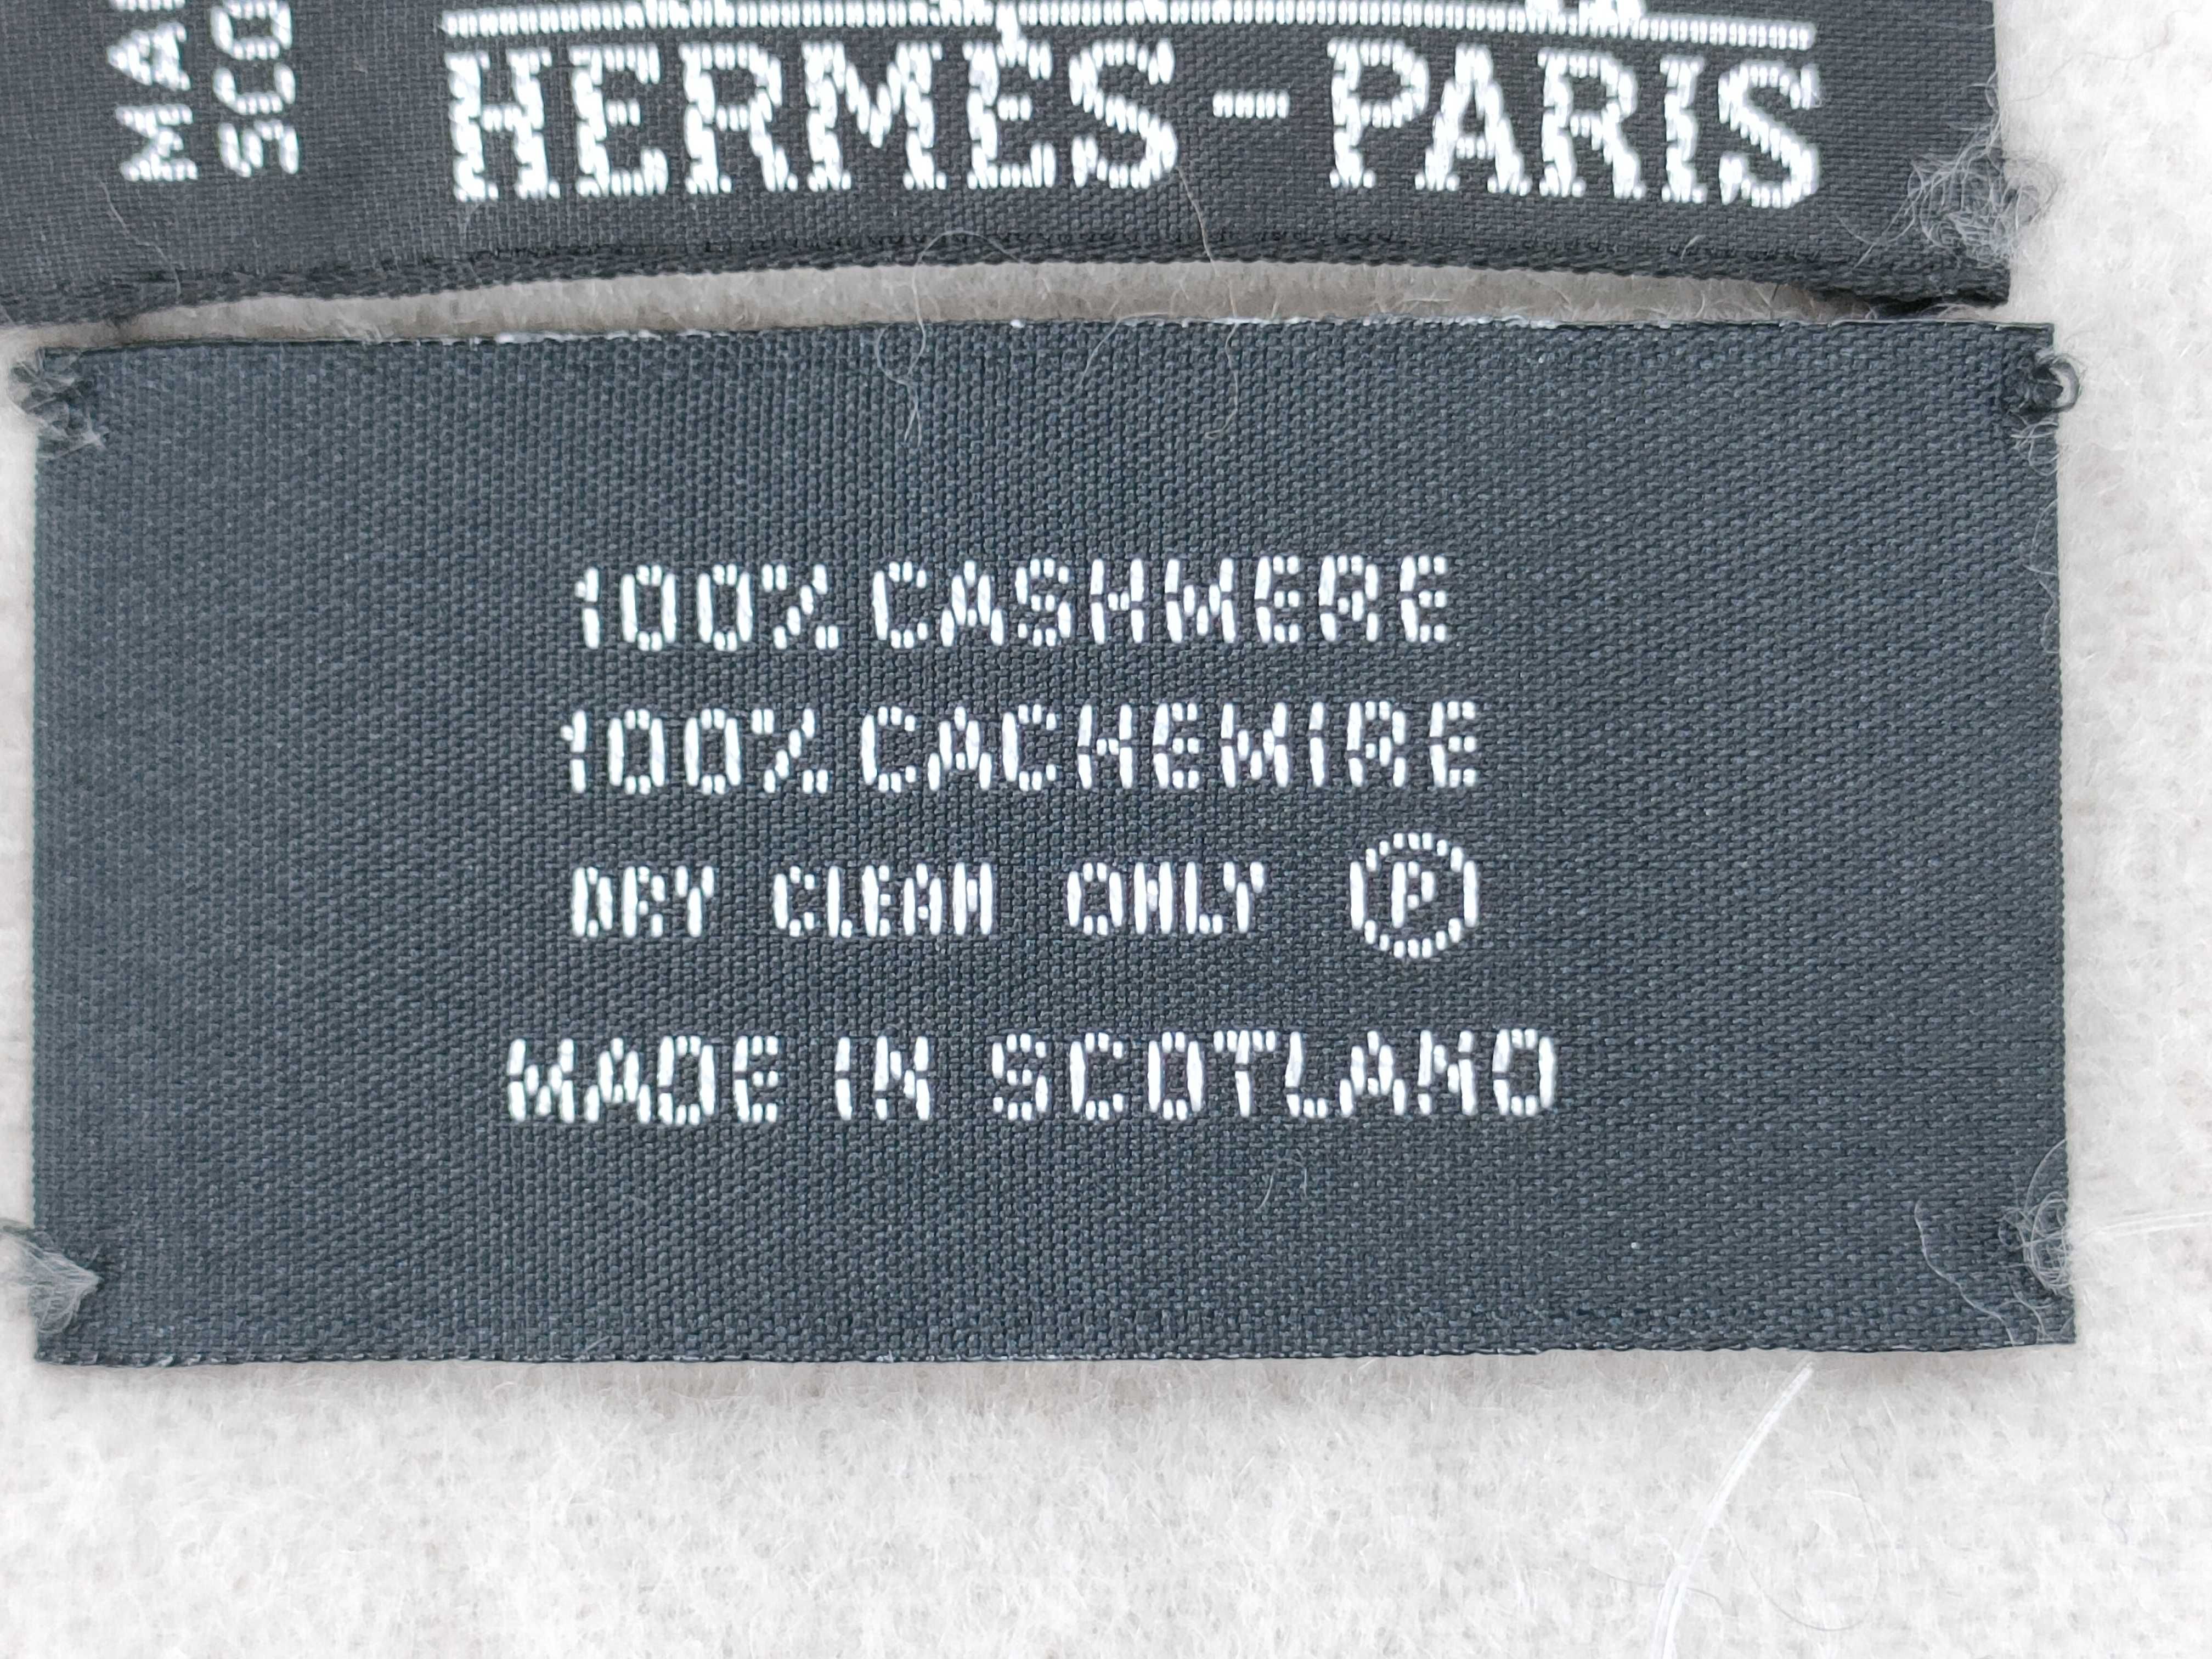 HERMÈS-PARIS
100% CASHMERE
100% CACHEMIRE
DRY CLEAN ONLY Ⓟ
MADE IN SCOTLAND